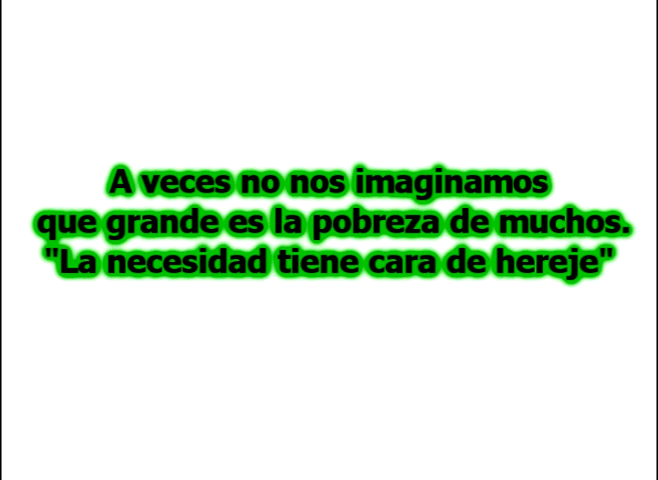 A veces no nos imaginamos
que grande es la pobreza de muchos.
"La necesidad tiene cara de hereje"